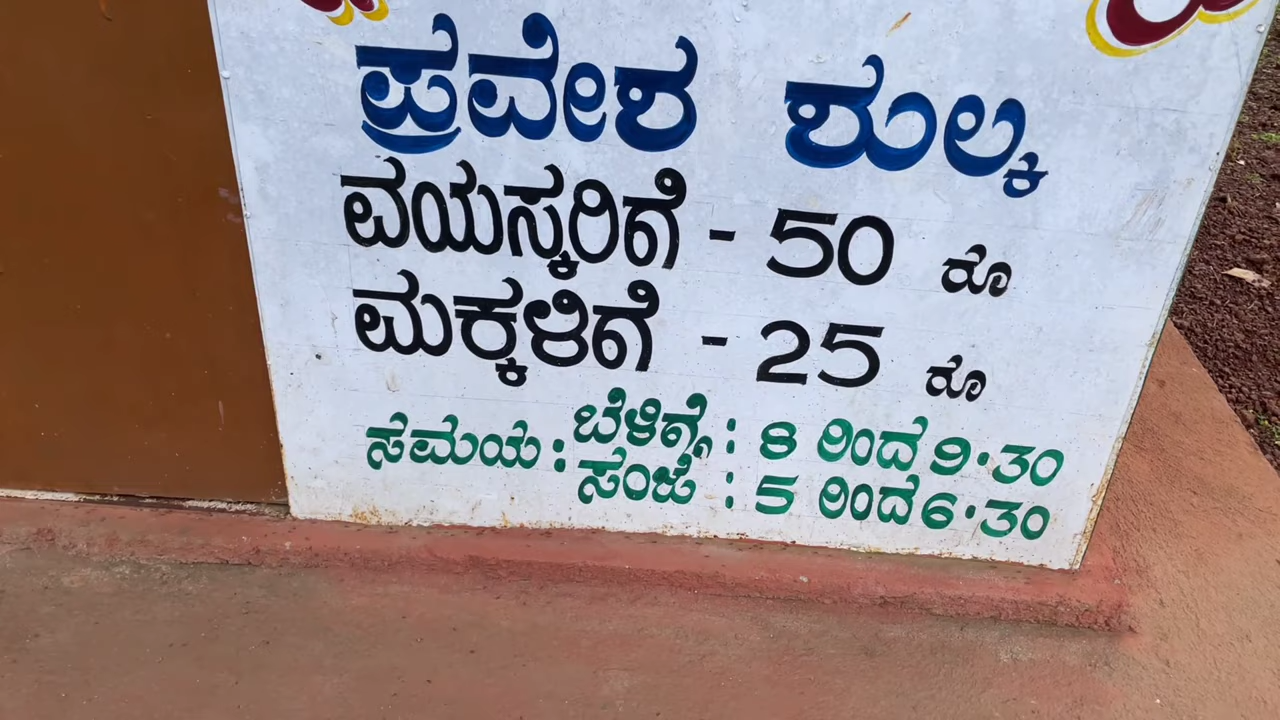 ಪ್ರವೇಶ ಶುಲ್ಕ
ವಯಸ್ಕರಿಗೆ - 50 ರೂ
ಮಕ್ಕಳಿಗೆ - 25 ರೂ
ಸಮಯ : ಬೆಳಿಗ್ಗೆ : 8 ರಿಂದ 9.30
ಸಂಜೆ : 5 ರಿಂದ 6.30